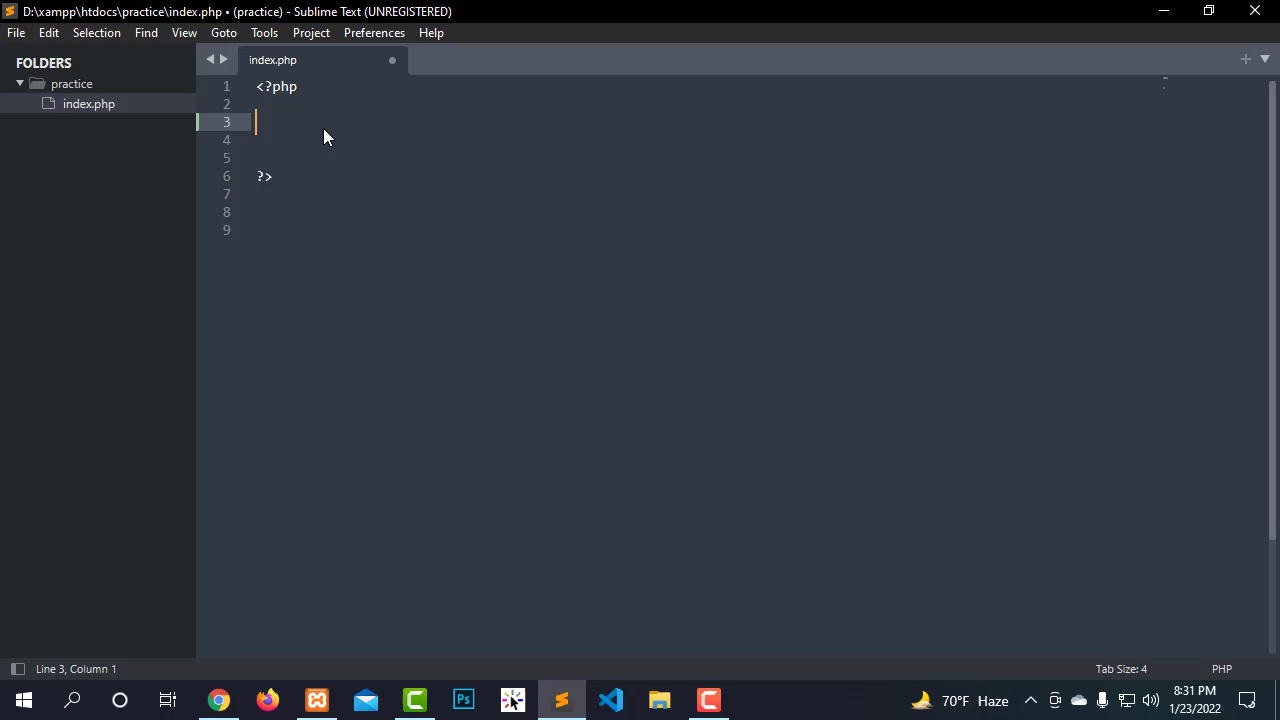 D:\xampp\htdocs\practice\index.php • (practice) - Sublime Text (UNREGISTERED)
File Edit Selection Find View Goto Tools Project Preferences Help
FOLDERS
practice
index.php
index.php
1 <?php
2
3
4
5
6 ?>
7
8
9
Line 3, Column 1
Tab Size: 4
PHP
Ps
70°F Haze
8:31 PM
1/23/2022